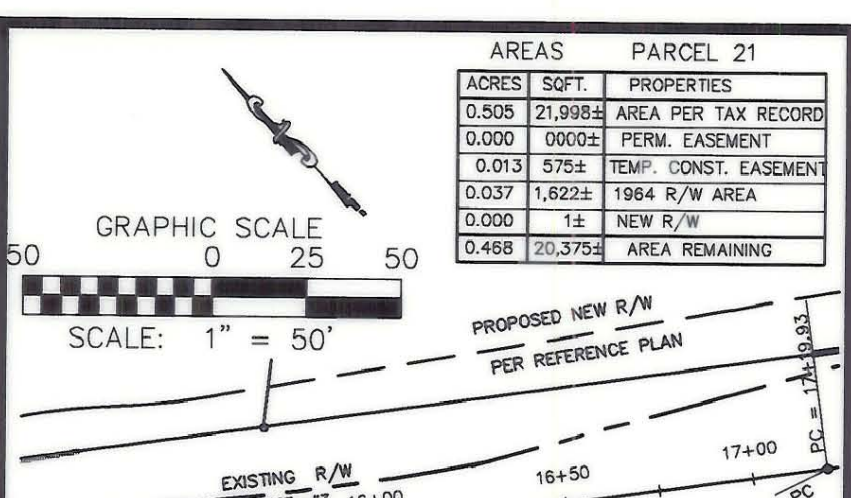 AREAS PARCEL 21
ACRES SQFT. PROPERTIES
0.505 21,998± AREA PER TAX RECORD
0.000 0000± PERM. EASEMENT
0.013 575± TEMP. CONST. EASEMENT
0.037 1,622± 1964 R/W AREA
0.000 1± NEW R/W
0.468 20,375± AREA REMAINING
GRAPHIC SCALE
50 0 25 50
SCALE: 1" = 50'
PROPOSED NEW R/W
PER REFERENCE PLAN
PC = 17+19.93
EXISTING R/W
16+50
17+00
PC